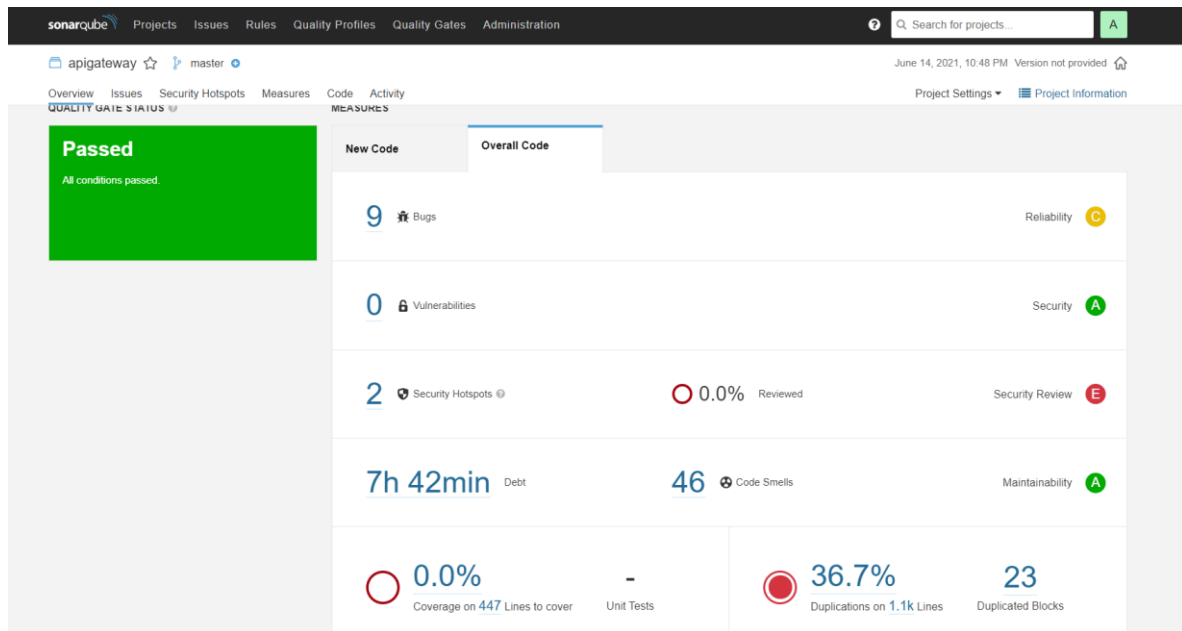 sonarqube Projects Issues Rules Quality Profiles Quality Gates Administration ? Search for projects... A
apigateway master June 14, 2021, 10:48 PM Version not provided
Overview Issues Security Hotspots Measures Code Activity Project Settings Project Information
QUALITY GATE STATUS ? MEASURES
Passed
All conditions passed.
New Code Overall Code
9 Bugs Reliability C
0 Vulnerabilities Security A
2 Security Hotspots ? 0.0% Reviewed Security Review E
7h 42min Debt 46 Code Smells Maintainability A
0.0% - 36.7% 23
Coverage on 447 Lines to cover Unit Tests Duplications on 1.1k Lines Duplicated Blocks